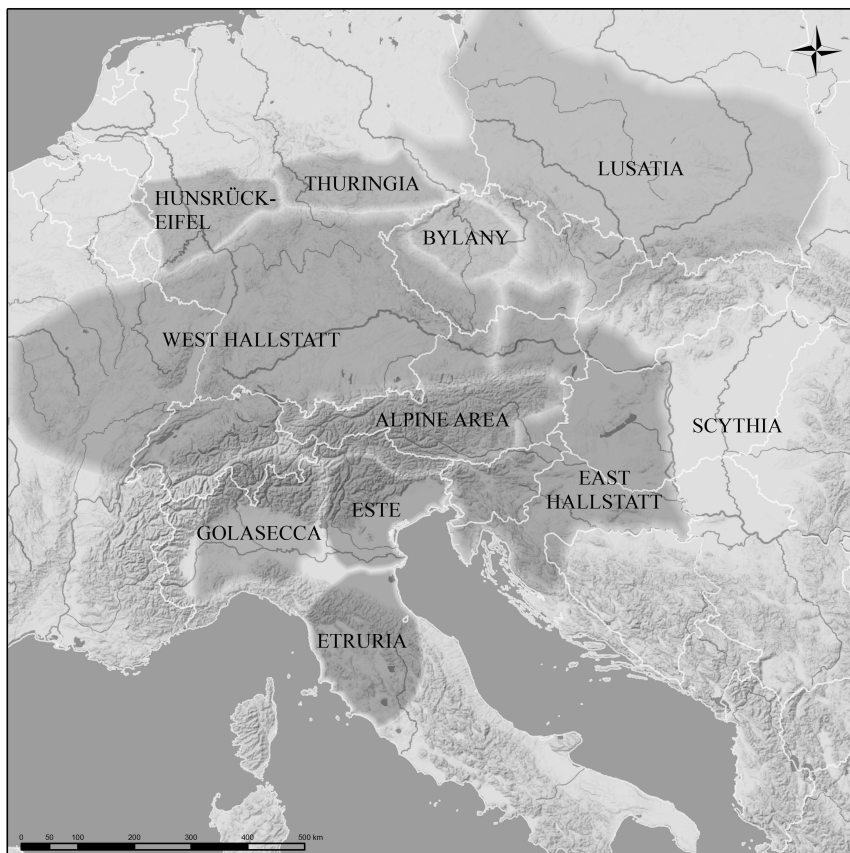 LUSATIA
THURINGIA
HUNSRÜCK-
EIFEL
BYLANY
WEST HALLSTATT
ALPINE AREA
SCYTHIA
EAST
HALLSTATT
ESTE
GOLASECCA
ETRURIA
0 50 100 200 300 400 500 km